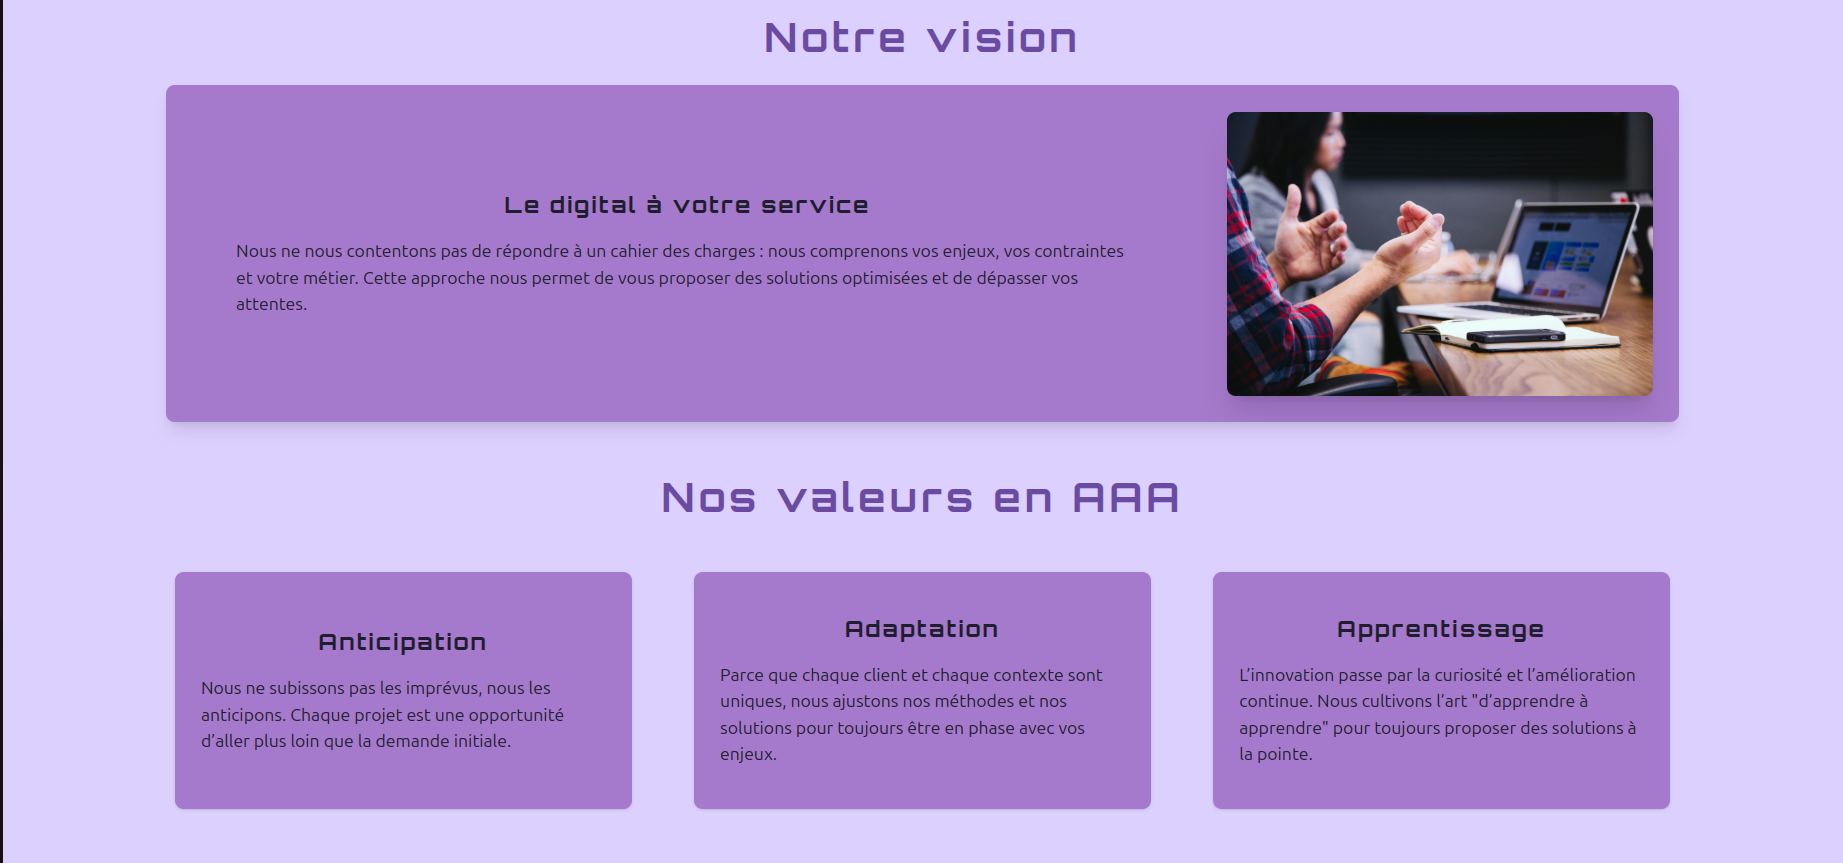 Notre vision
Le digital à votre service
Nous ne nous contentons pas de répondre à un cahier des charges : nous comprenons vos enjeux, vos contraintes
et votre métier. Cette approche nous permet de vous proposer des solutions optimisées et de dépasser vos
attentes.
Nos valeurs en AAA
Anticipation
Nous ne subissons pas les imprévus, nous les
anticipons. Chaque projet est une opportunité
d’aller plus loin que la demande initiale.
Adaptation
Parce que chaque client et chaque contexte sont
uniques, nous ajustons nos méthodes et nos
solutions pour toujours être en phase avec vos
enjeux.
Apprentissage
L’innovation passe par la curiosité et l’amélioration
continue. Nous cultivons l’art "d’apprendre à
apprendre" pour toujours proposer des solutions à
la pointe.